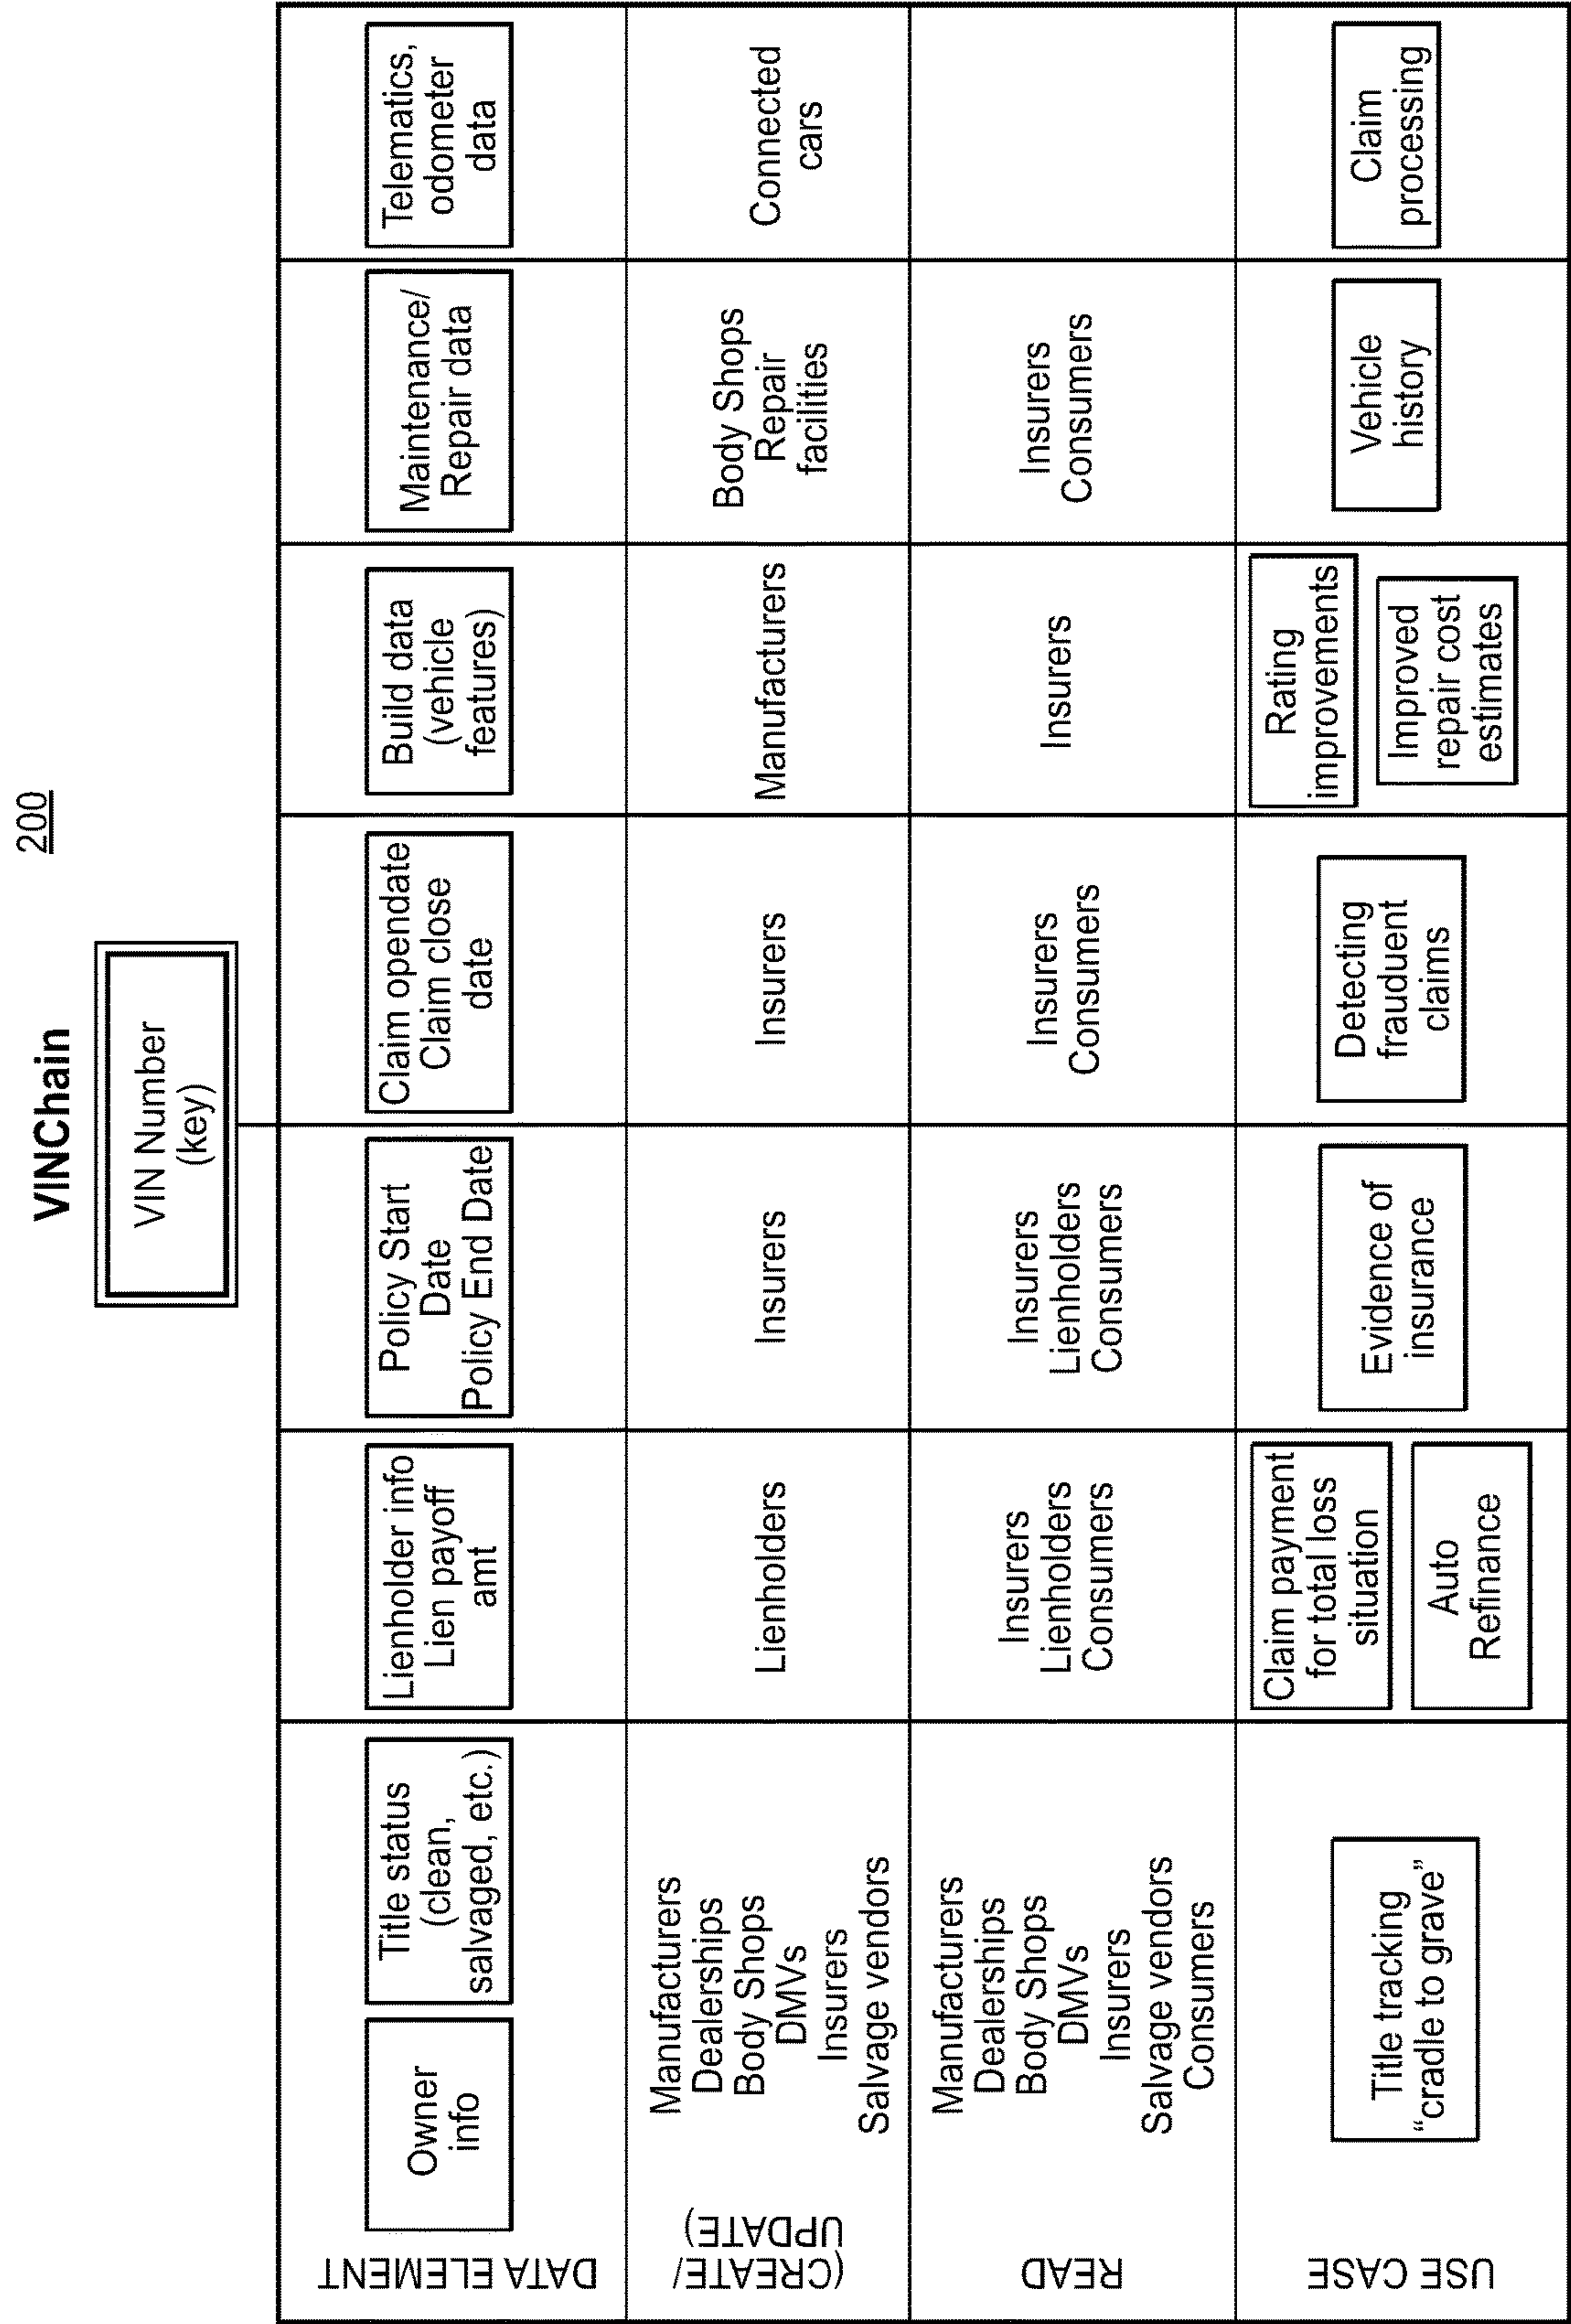 200
VINChain
VIN Number
(key)
DATA ELEMENT
Owner
info
Title status
(clean,
salvaged, etc.)
Lienholder info
Lien payoff
amt
Policy Start
Date
Policy End Date
Claim opendate
Claim close
date
Build data
(vehicle
features)
Maintenance/
Repair data
Telematics,
odometer
data
(CREATE/
UPDATE)
Manufacturers
Dealerships
Body Shops
DMVs
Insurers
Salvage vendors
Lienholders
Insurers
Insurers
Manufacturers
Body Shops
Repair
facilities
Connected
cars
READ
Manufacturers
Dealerships
Body Shops
DMVs
Insurers
Salvage vendors
Consumers
Insurers
Lienholders
Consumers
Insurers
Lienholders
Consumers
Insurers
Consumers
Insurers
Insurers
Consumers
USE CASE
Title tracking
“cradle to grave”
Claim payment
for total loss
situation
Auto
Refinance
Evidence of
insurance
Detecting
frauduent
claims
Rating
improvements
Improved
repair cost
estimates
Vehicle
history
Claim
processing